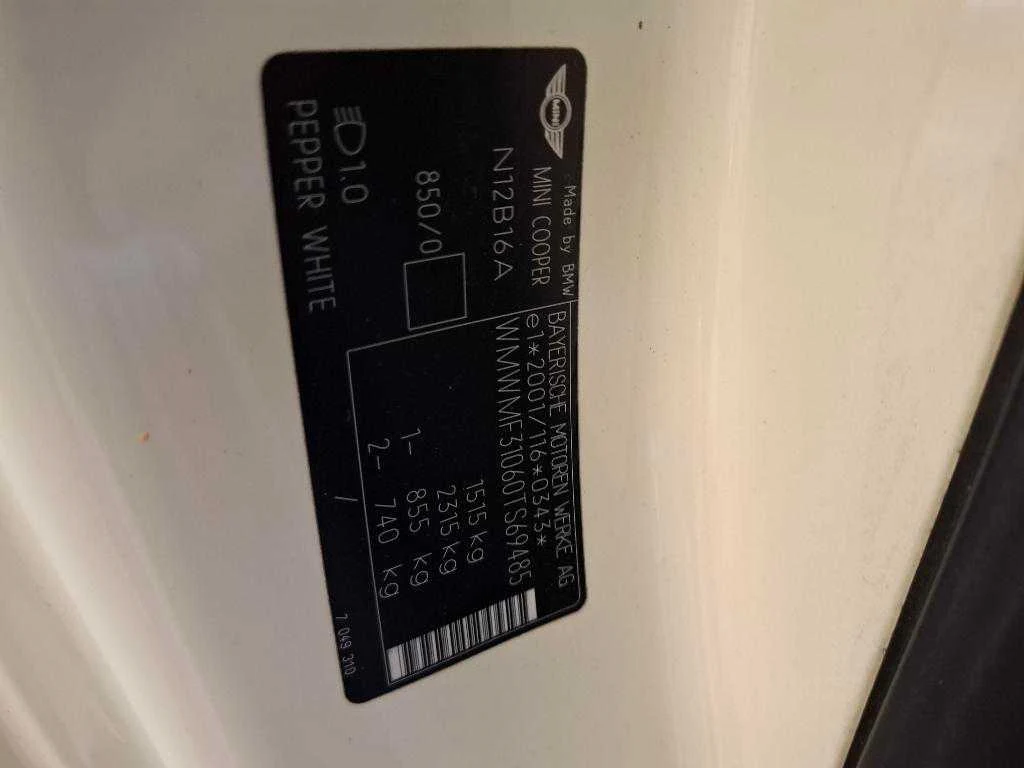 MINI
Made by BMW
MINI COOPER
BAYERISCHE MOTOREN WERKE AG
e1*2001/116*0343*
N12B16A
WMWMF31060TS69485
1515 kg
2315 kg
850/0
1- 855 kg
2- 740 kg
1.0
PEPPER WHITE
/
7 049 310